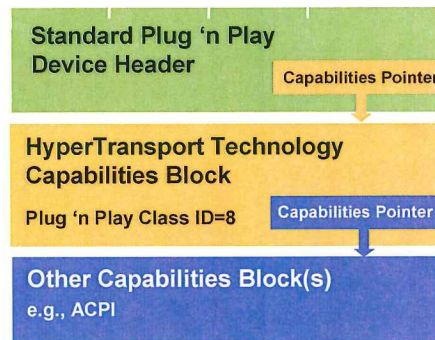 Standard Plug ‘n Play
Device Header
Capabilities Pointer
HyperTransport Technology
Capabilities Block
Plug ‘n Play Class ID=8
Capabilities Pointer
Other Capabilities Block(s)
e.g., ACPI